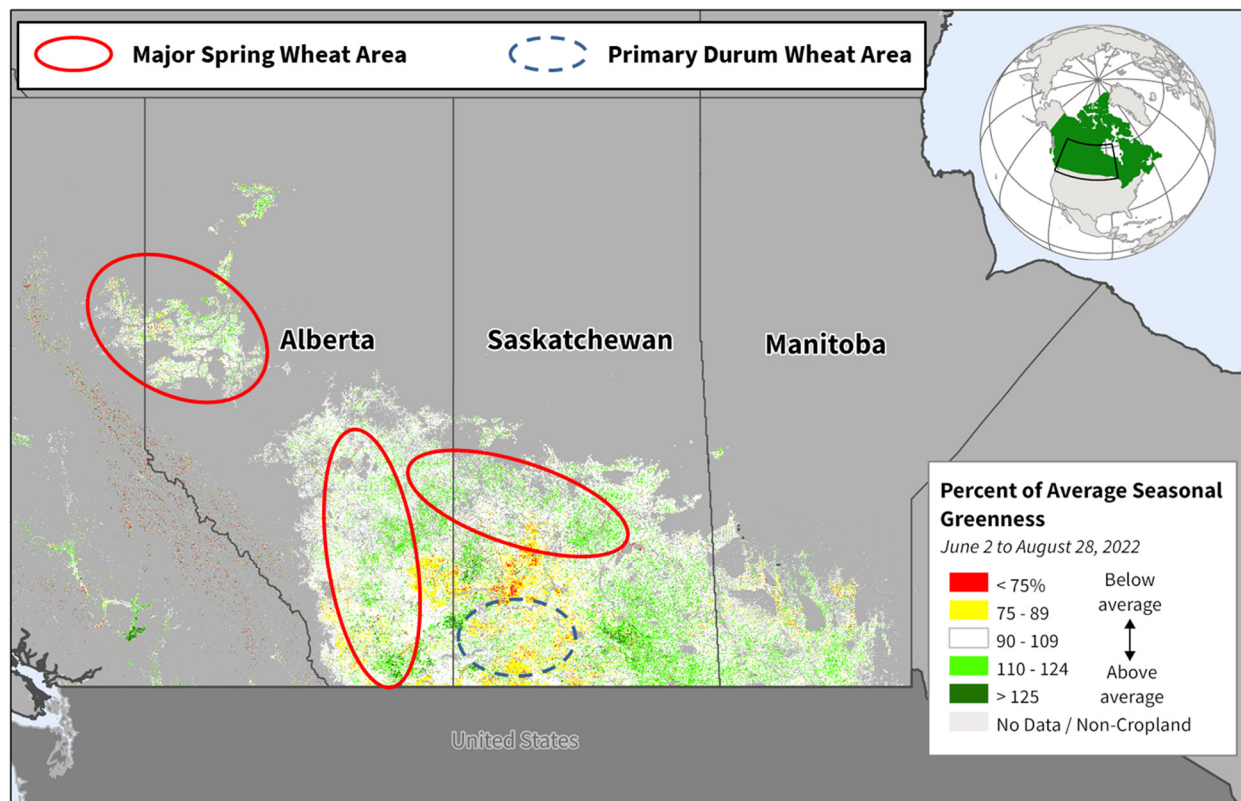 Major Spring Wheat Area
Primary Durum Wheat Area
Alberta
Saskatchewan
Manitoba
United States
Percent of Average Seasonal
Greenness
June 2 to August 28, 2022
< 75%
75 - 89
90 - 109
110 - 124
> 125
No Data / Non-Cropland
Below
average
Above
average